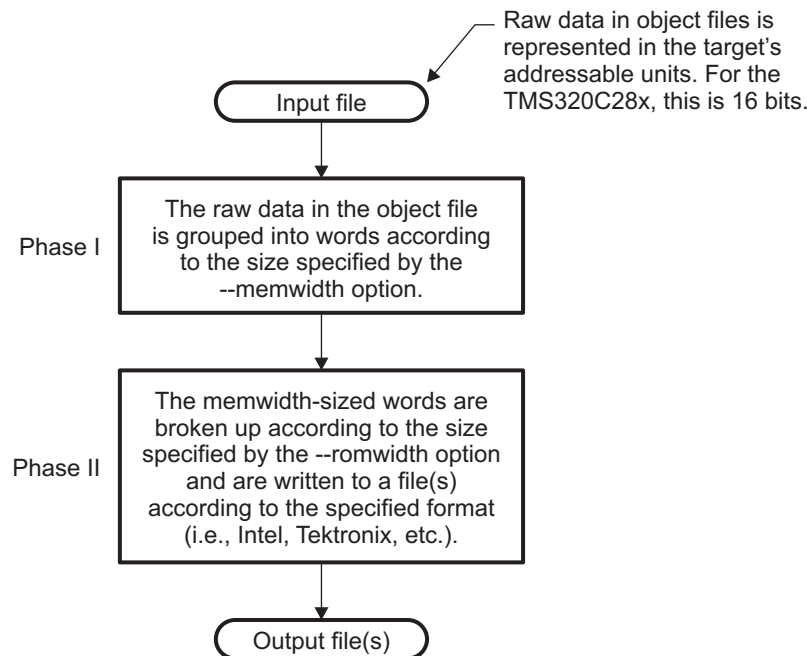 Raw data in object files is
represented in the target's
addressable units. For the
TMS320C28x, this is 16 bits.
Input file
Phase I
The raw data in the object file
is grouped into words according
to the size specified by the
--memwidth option.
Phase II
The memwidth-sized words are
broken up according to the size
specified by the --romwidth option
and are written to a file(s)
according to the specified format
(i.e., Intel, Tektronix, etc.).
Output file(s)